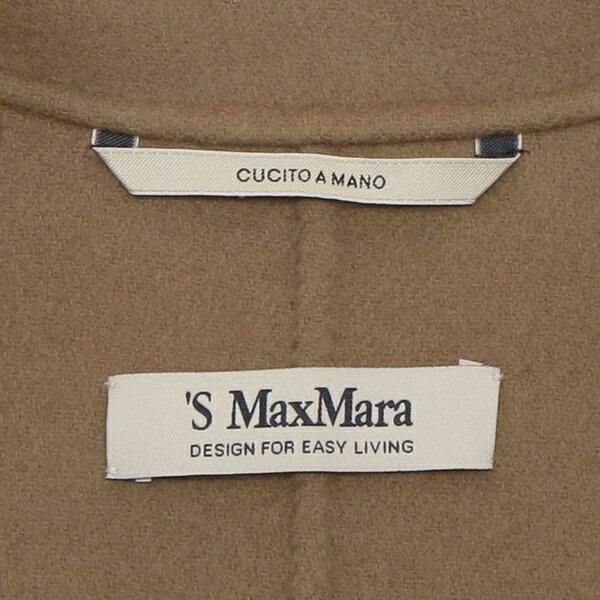 CUCITO A MANO
'S MaxMara
DESIGN FOR EASY LIVING